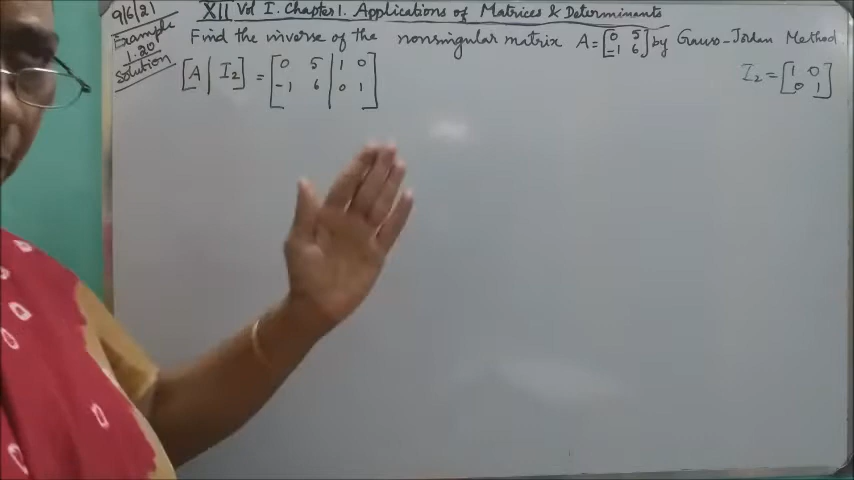 9/6/21
XII Vol I. Chapter 1. Applications of Matrices & Determinants
Example 1.20
Find the inverse of the nonsingular matrix A = [0 5 -1 6] by Gauss-Jordan Method.
Solution
[A | I2] = [0 5 | 1 0
-1 6 | 0 1]
I2 = [1 0
0 1]